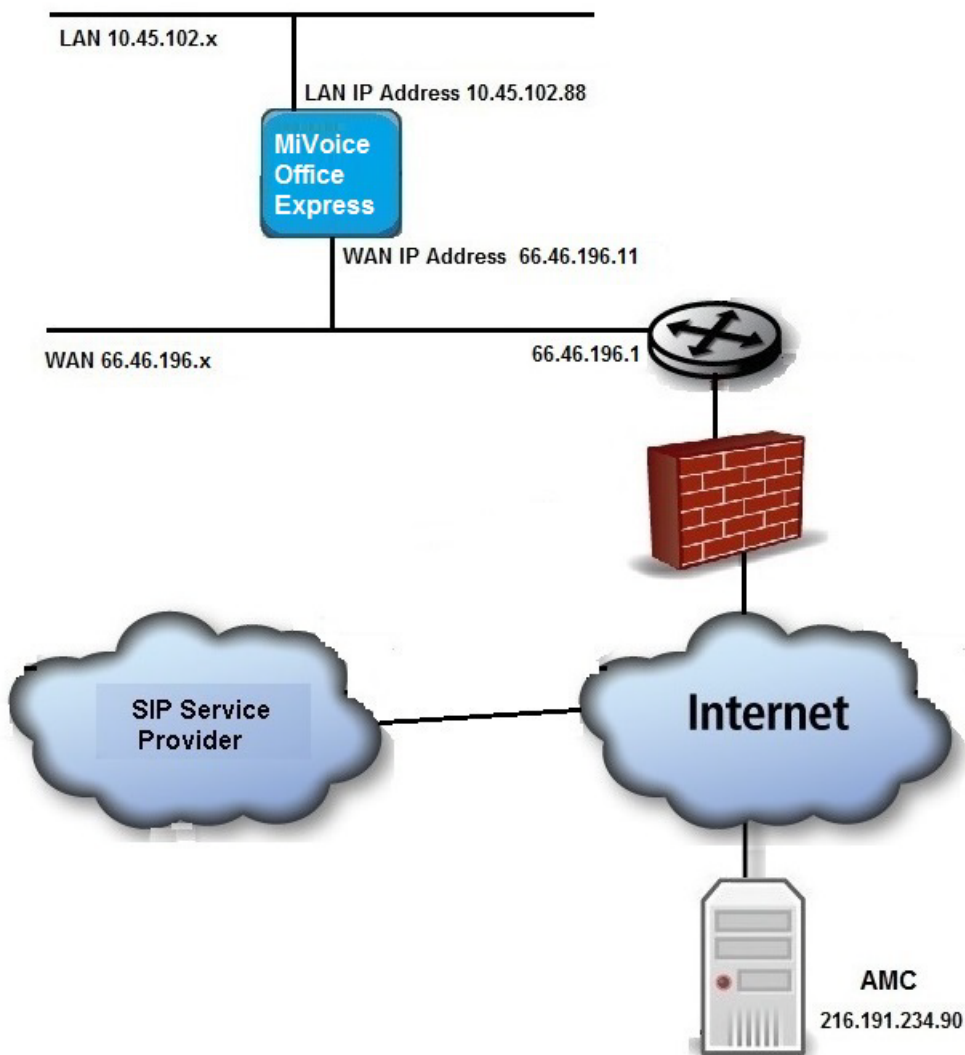 LAN 10.45.102.x
LAN IP Address 10.45.102.88
MiVoice
Office
Express
WAN IP Address 66.46.196.11
WAN 66.46.196.x
66.46.196.1
SIP Service
Provider
Internet
AMC
216.191.234.90